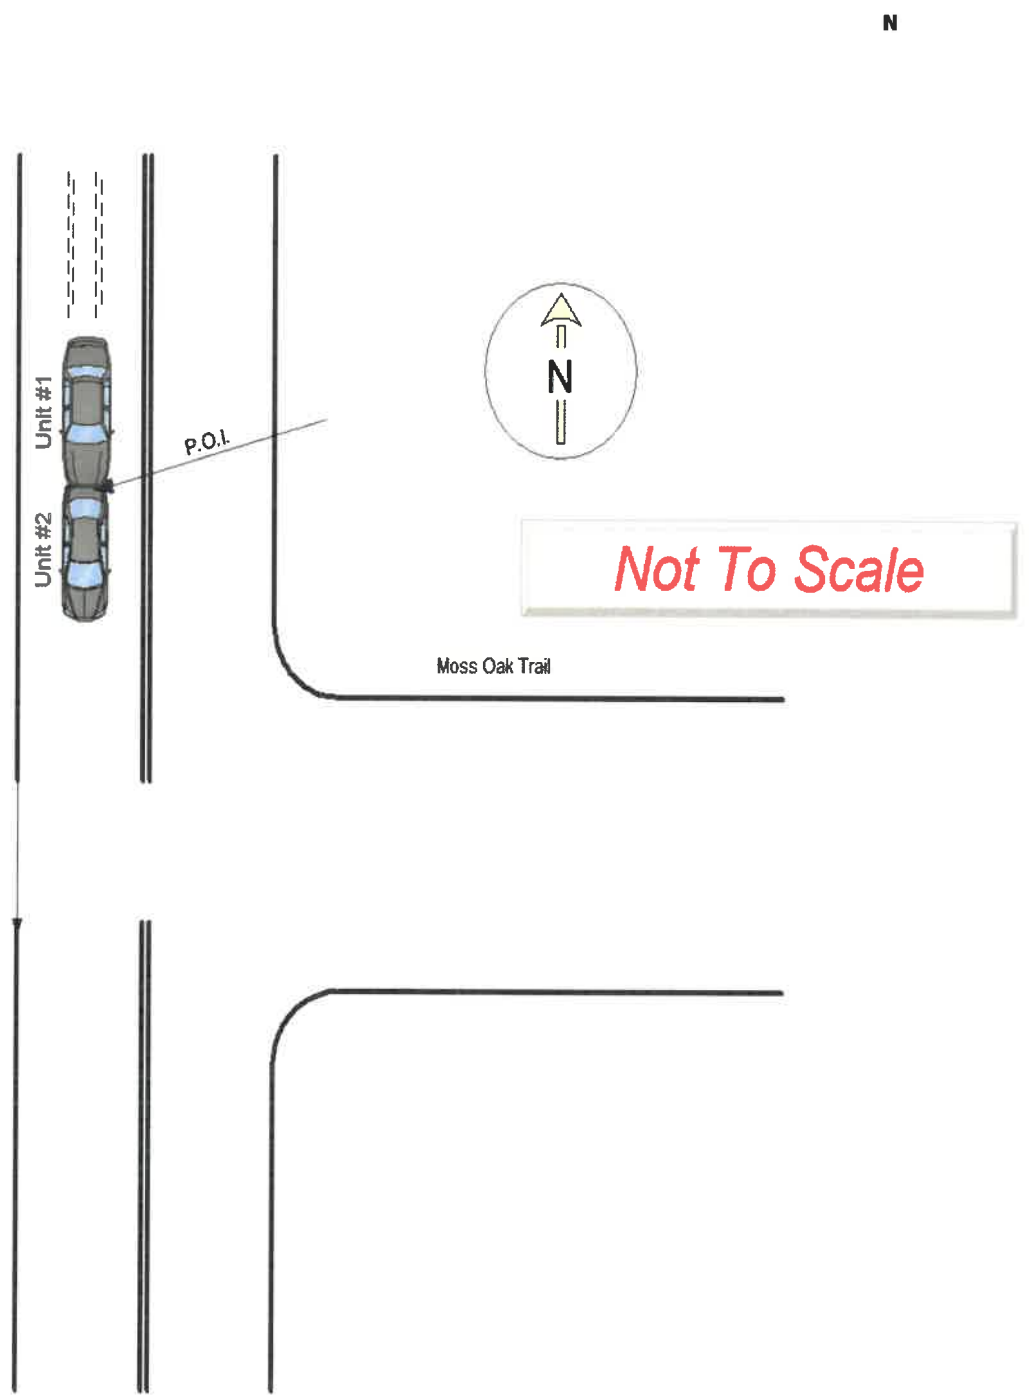 N
Unit #1
P.O.I.
N
Unit #2
Not To Scale
Moss Oak Trail